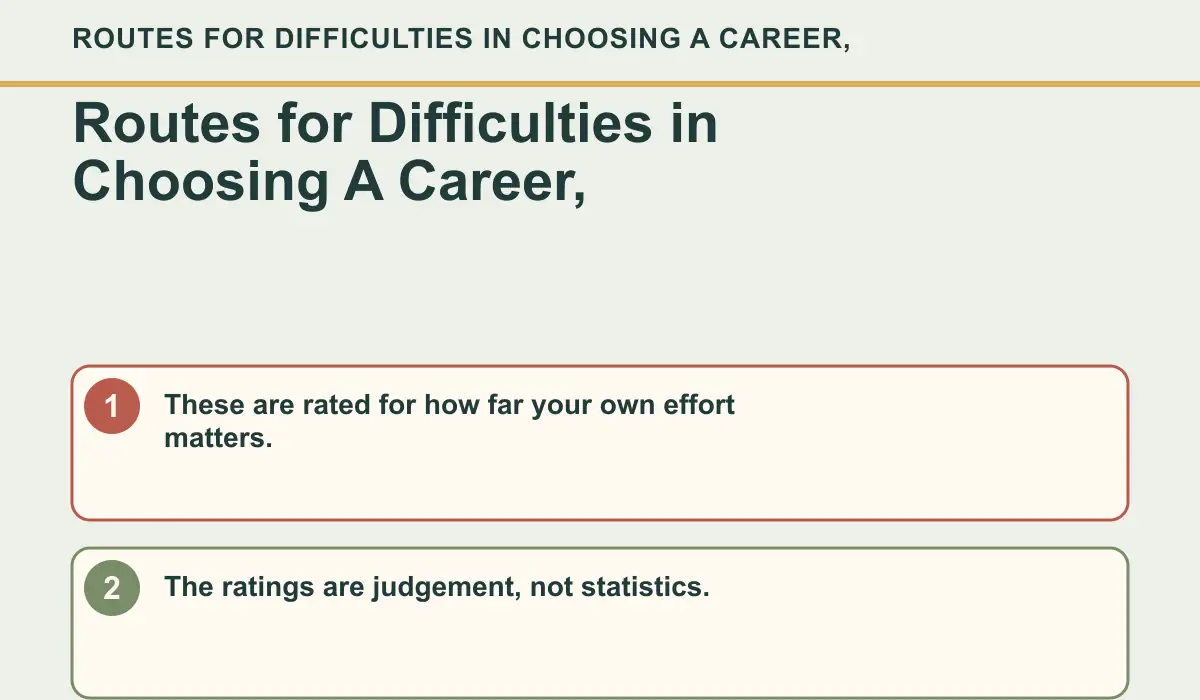 ROUTES FOR DIFFICULTIES IN CHOOSING A CAREER,
Routes for Difficulties in
Choosing A Career,
1
These are rated for how far your own effort
matters.
2
The ratings are judgement, not statistics.